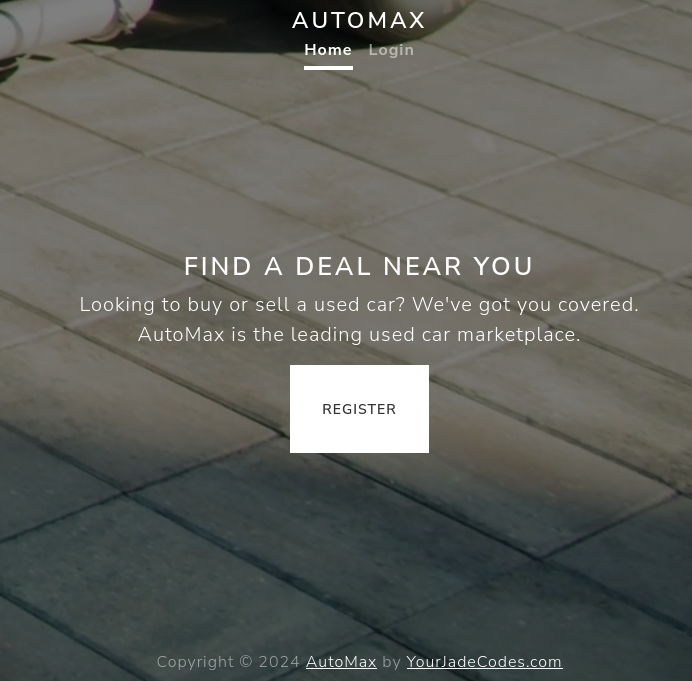 AUTOMAX
Home Login
FIND A DEAL NEAR YOU
Looking to buy or sell a used car? We've got you covered.
AutoMax is the leading used car marketplace.
REGISTER
Copyright © 2024 AutoMax by YourJadeCodes.com